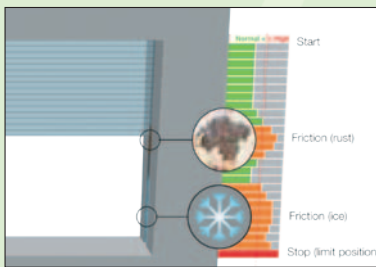 Normal
High
Start
Friction (rust)
Friction (ice)
Stop (limit position